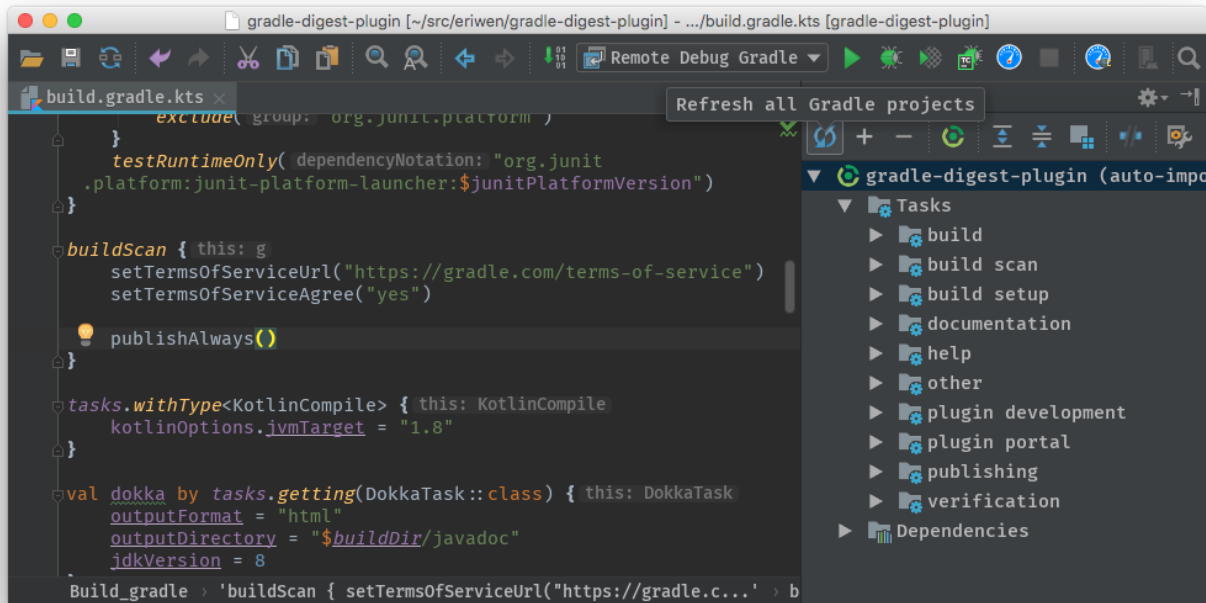 gradle-digest-plugin [~/src/eriwen/gradle-digest-plugin] - .../build.gradle.kts [gradle-digest-plugin]
Remote Debug Gradle
build.gradle.kts
Refresh all Gradle projects
exclude( group: "org.junit.platform")
}
testRuntimeOnly( dependencyNotation: "org.junit
.platform:junit-platform-launcher:$junitPlatformVersion")
}
buildScan { this: g
setTermsOfServiceUrl("https://gradle.com/terms-of-service")
setTermsOfServiceAgree("yes")
publishAlways()
}
tasks.withType<KotlinCompile> { this: KotlinCompile
kotlinOptions.jvmTarget = "1.8"
}
val dokka by tasks.getting(DokkaTask::class) { this: DokkaTask
outputFormat = "html"
outputDirectory = "$buildDir/javadoc"
jdkVersion = 8
Build_gradle › 'buildScan { setTermsOfServiceUrl("https://gradle.c...' › b
gradle-digest-plugin (auto-impo
Tasks
build
build scan
build setup
documentation
help
other
plugin development
plugin portal
publishing
verification
Dependencies